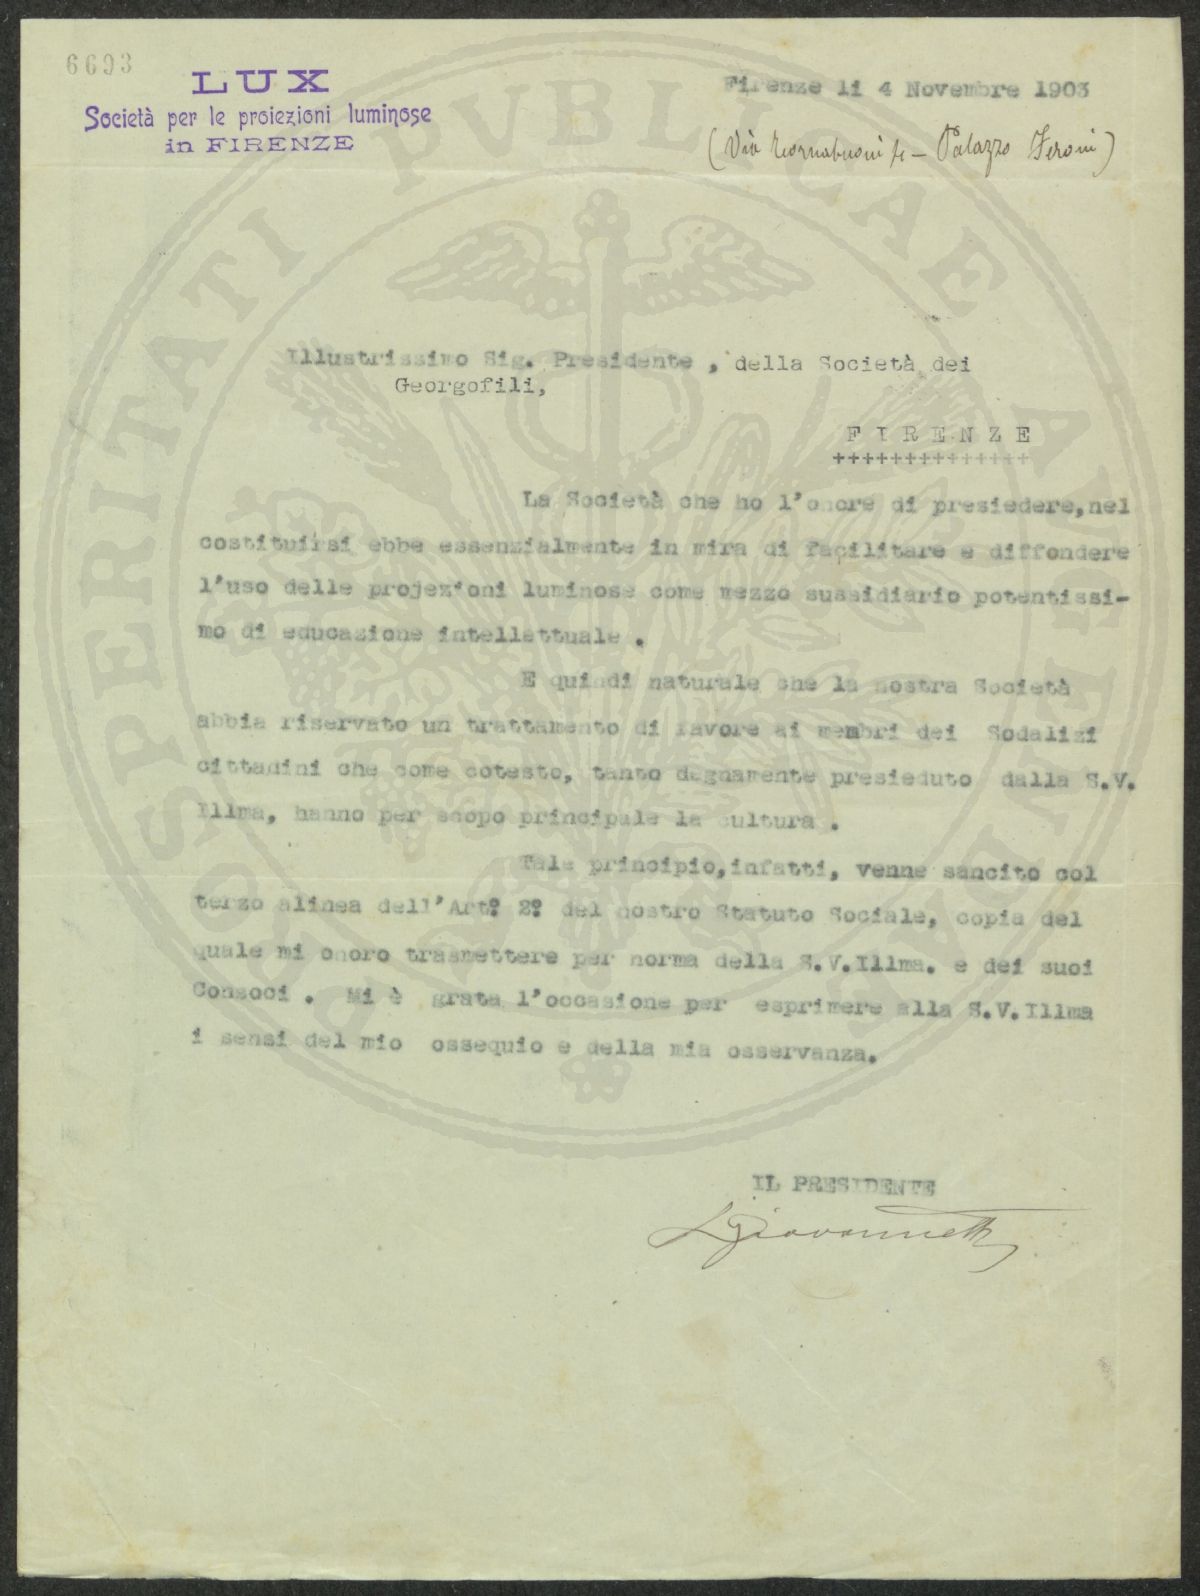 6693
LUX
Società per le proiezioni luminose
in FIRENZE
Firenze li 4 Novembre 1903
(Via Tornabuoni - Palazzo Feroni)
PROSPERITATI PVBLICAE AVGENDAE
Illustrissimo Sig. Presidente , della Società dei
Georgofili,
FIRENZE
++++++++++++++
La Società che ho l'onore di presiedere,nel
costituirsi ebbe essenzialmente in mira di facilitare e diffondere
l'uso delle projezioni luminose come mezzo sussidiario potentissi-
mo di educazione intellettuale .
E quindi naturale che la nostra Società
abbia riservato un trattamento di favore ai membri dei Sodalizi
cittadini che come cotesto, tanto degnamente presieduto dalla S.V.
Illma, hanno per scopo principale la cultura .
Tale principio,infatti, venne sancito col
terzo alinea dell'Artº 2º del nostro Statuto Sociale, copia del
quale mi onoro trasmettere per norma della S.V.Illma. e dei suoi
Consoci . Mi è grata l'occasione per esprimere alla S.V.Illma
i sensi del mio ossequio e della mia osservanza.
IL PRESIDENTE
Giovannetti